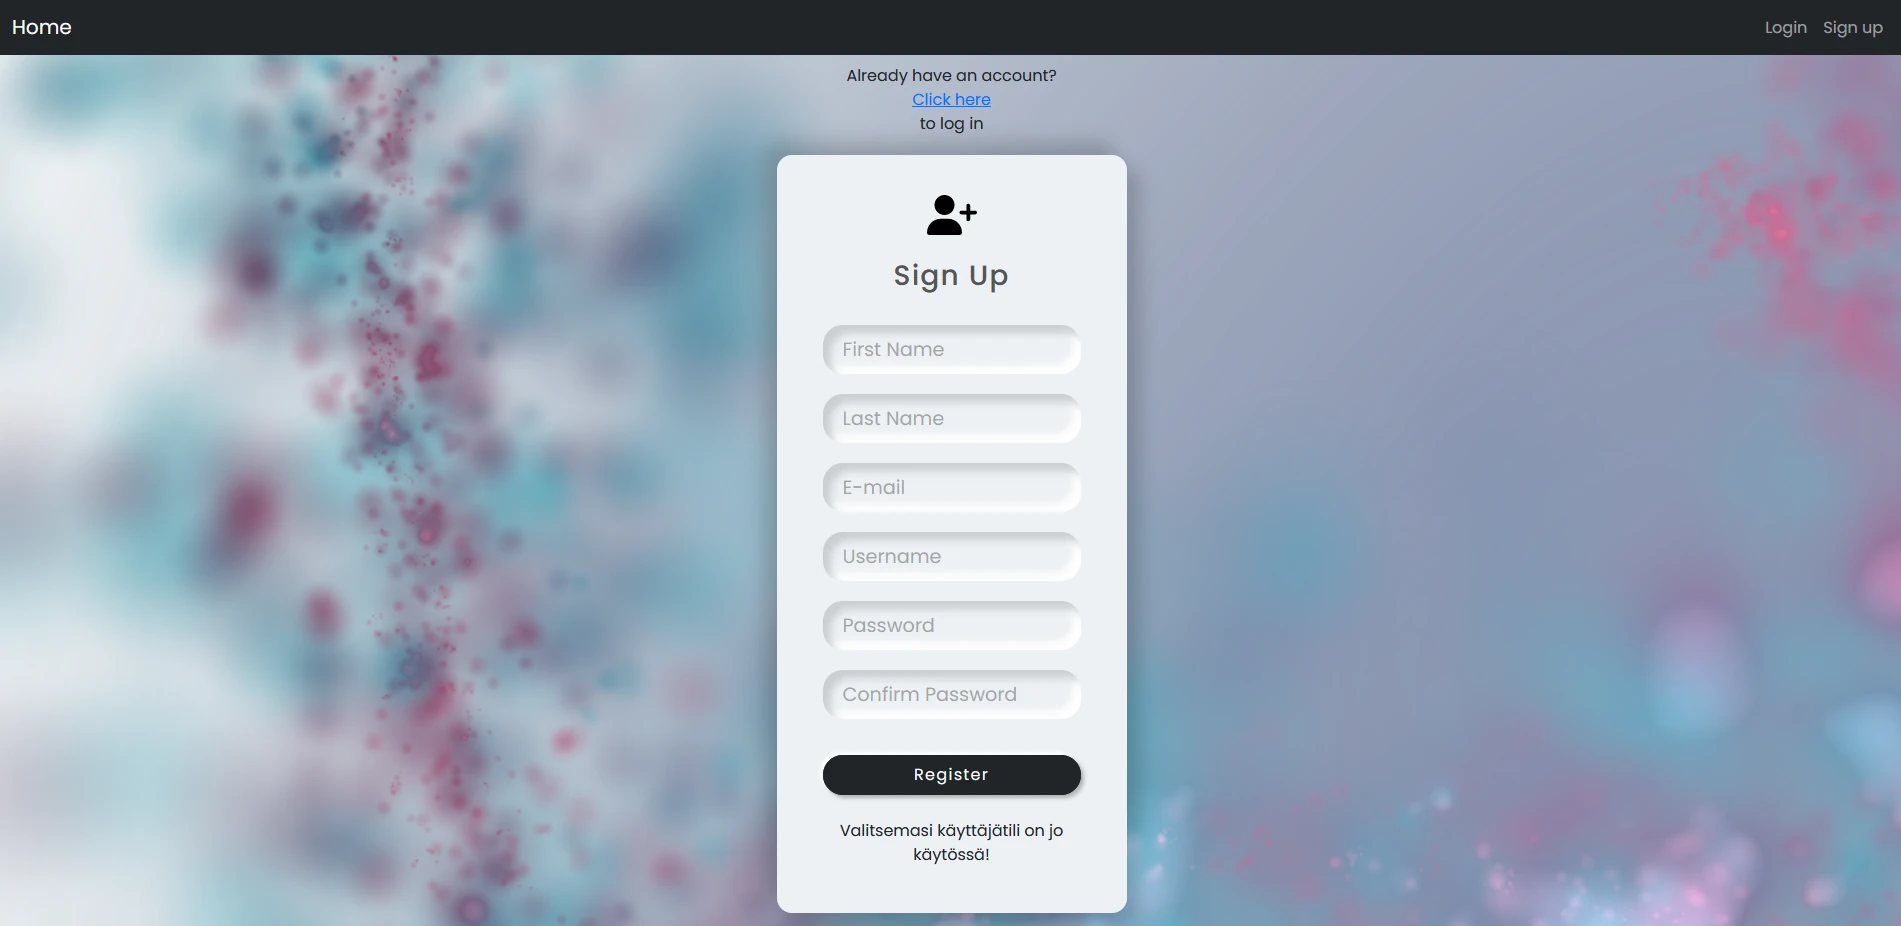 Home
Login
Sign up
Already have an account?
Click here
to log in
Sign Up
First Name
Last Name
E-mail
Username
Password
Confirm Password
Register
Valitsemasi käyttäjätili on jo
käytössä!